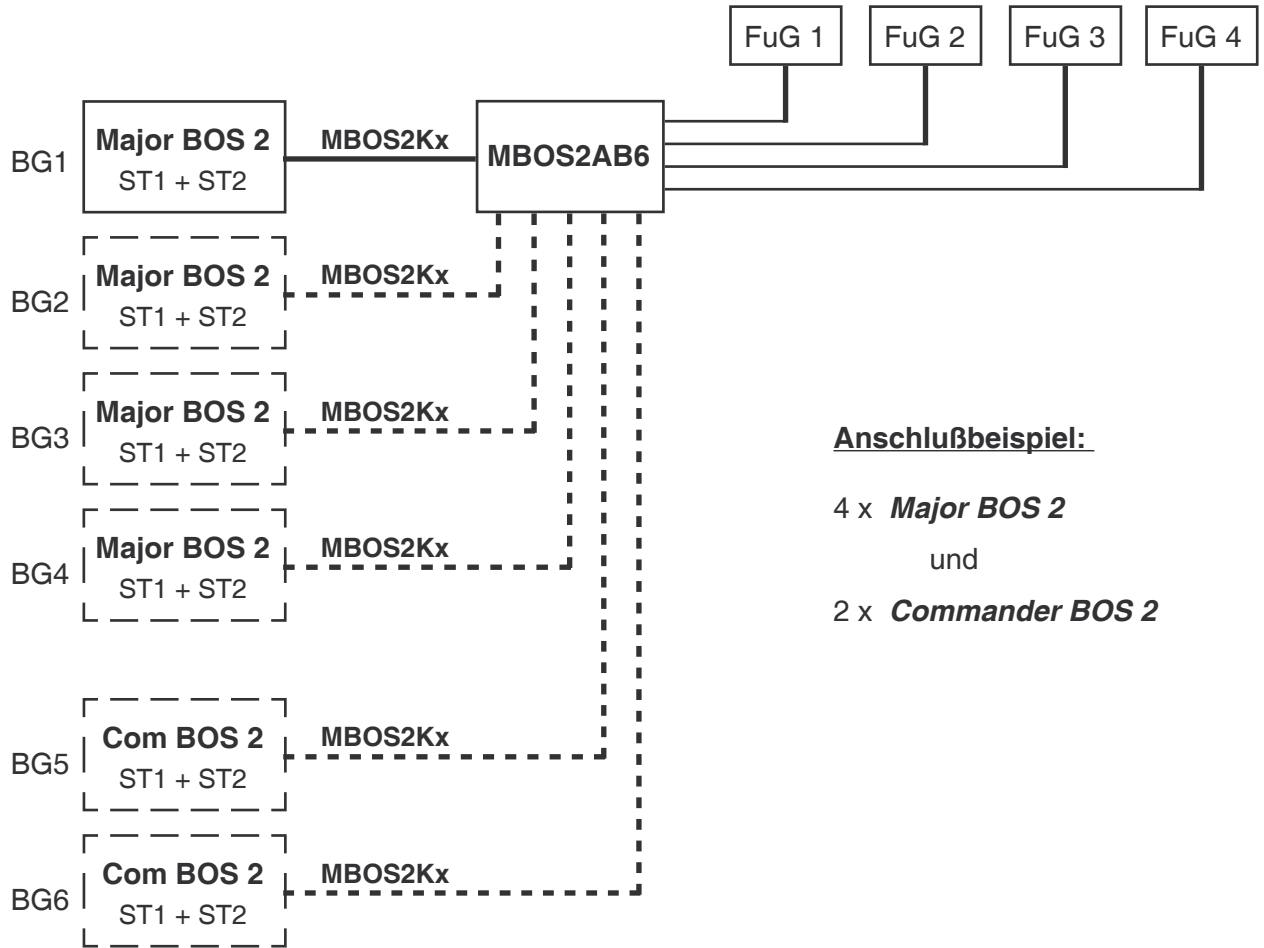 FuG 1
FuG 2
FuG 3
FuG 4
BG1
Major BOS 2
ST1 + ST2
MBOS2Kx
MBOS2AB6
BG2
Major BOS 2
ST1 + ST2
MBOS2Kx
BG3
Major BOS 2
ST1 + ST2
MBOS2Kx
BG4
Major BOS 2
ST1 + ST2
MBOS2Kx
BG5
Com BOS 2
ST1 + ST2
MBOS2Kx
BG6
Com BOS 2
ST1 + ST2
MBOS2Kx
Anschlußbeispiel:
4 x Major BOS 2
und
2 x Commander BOS 2